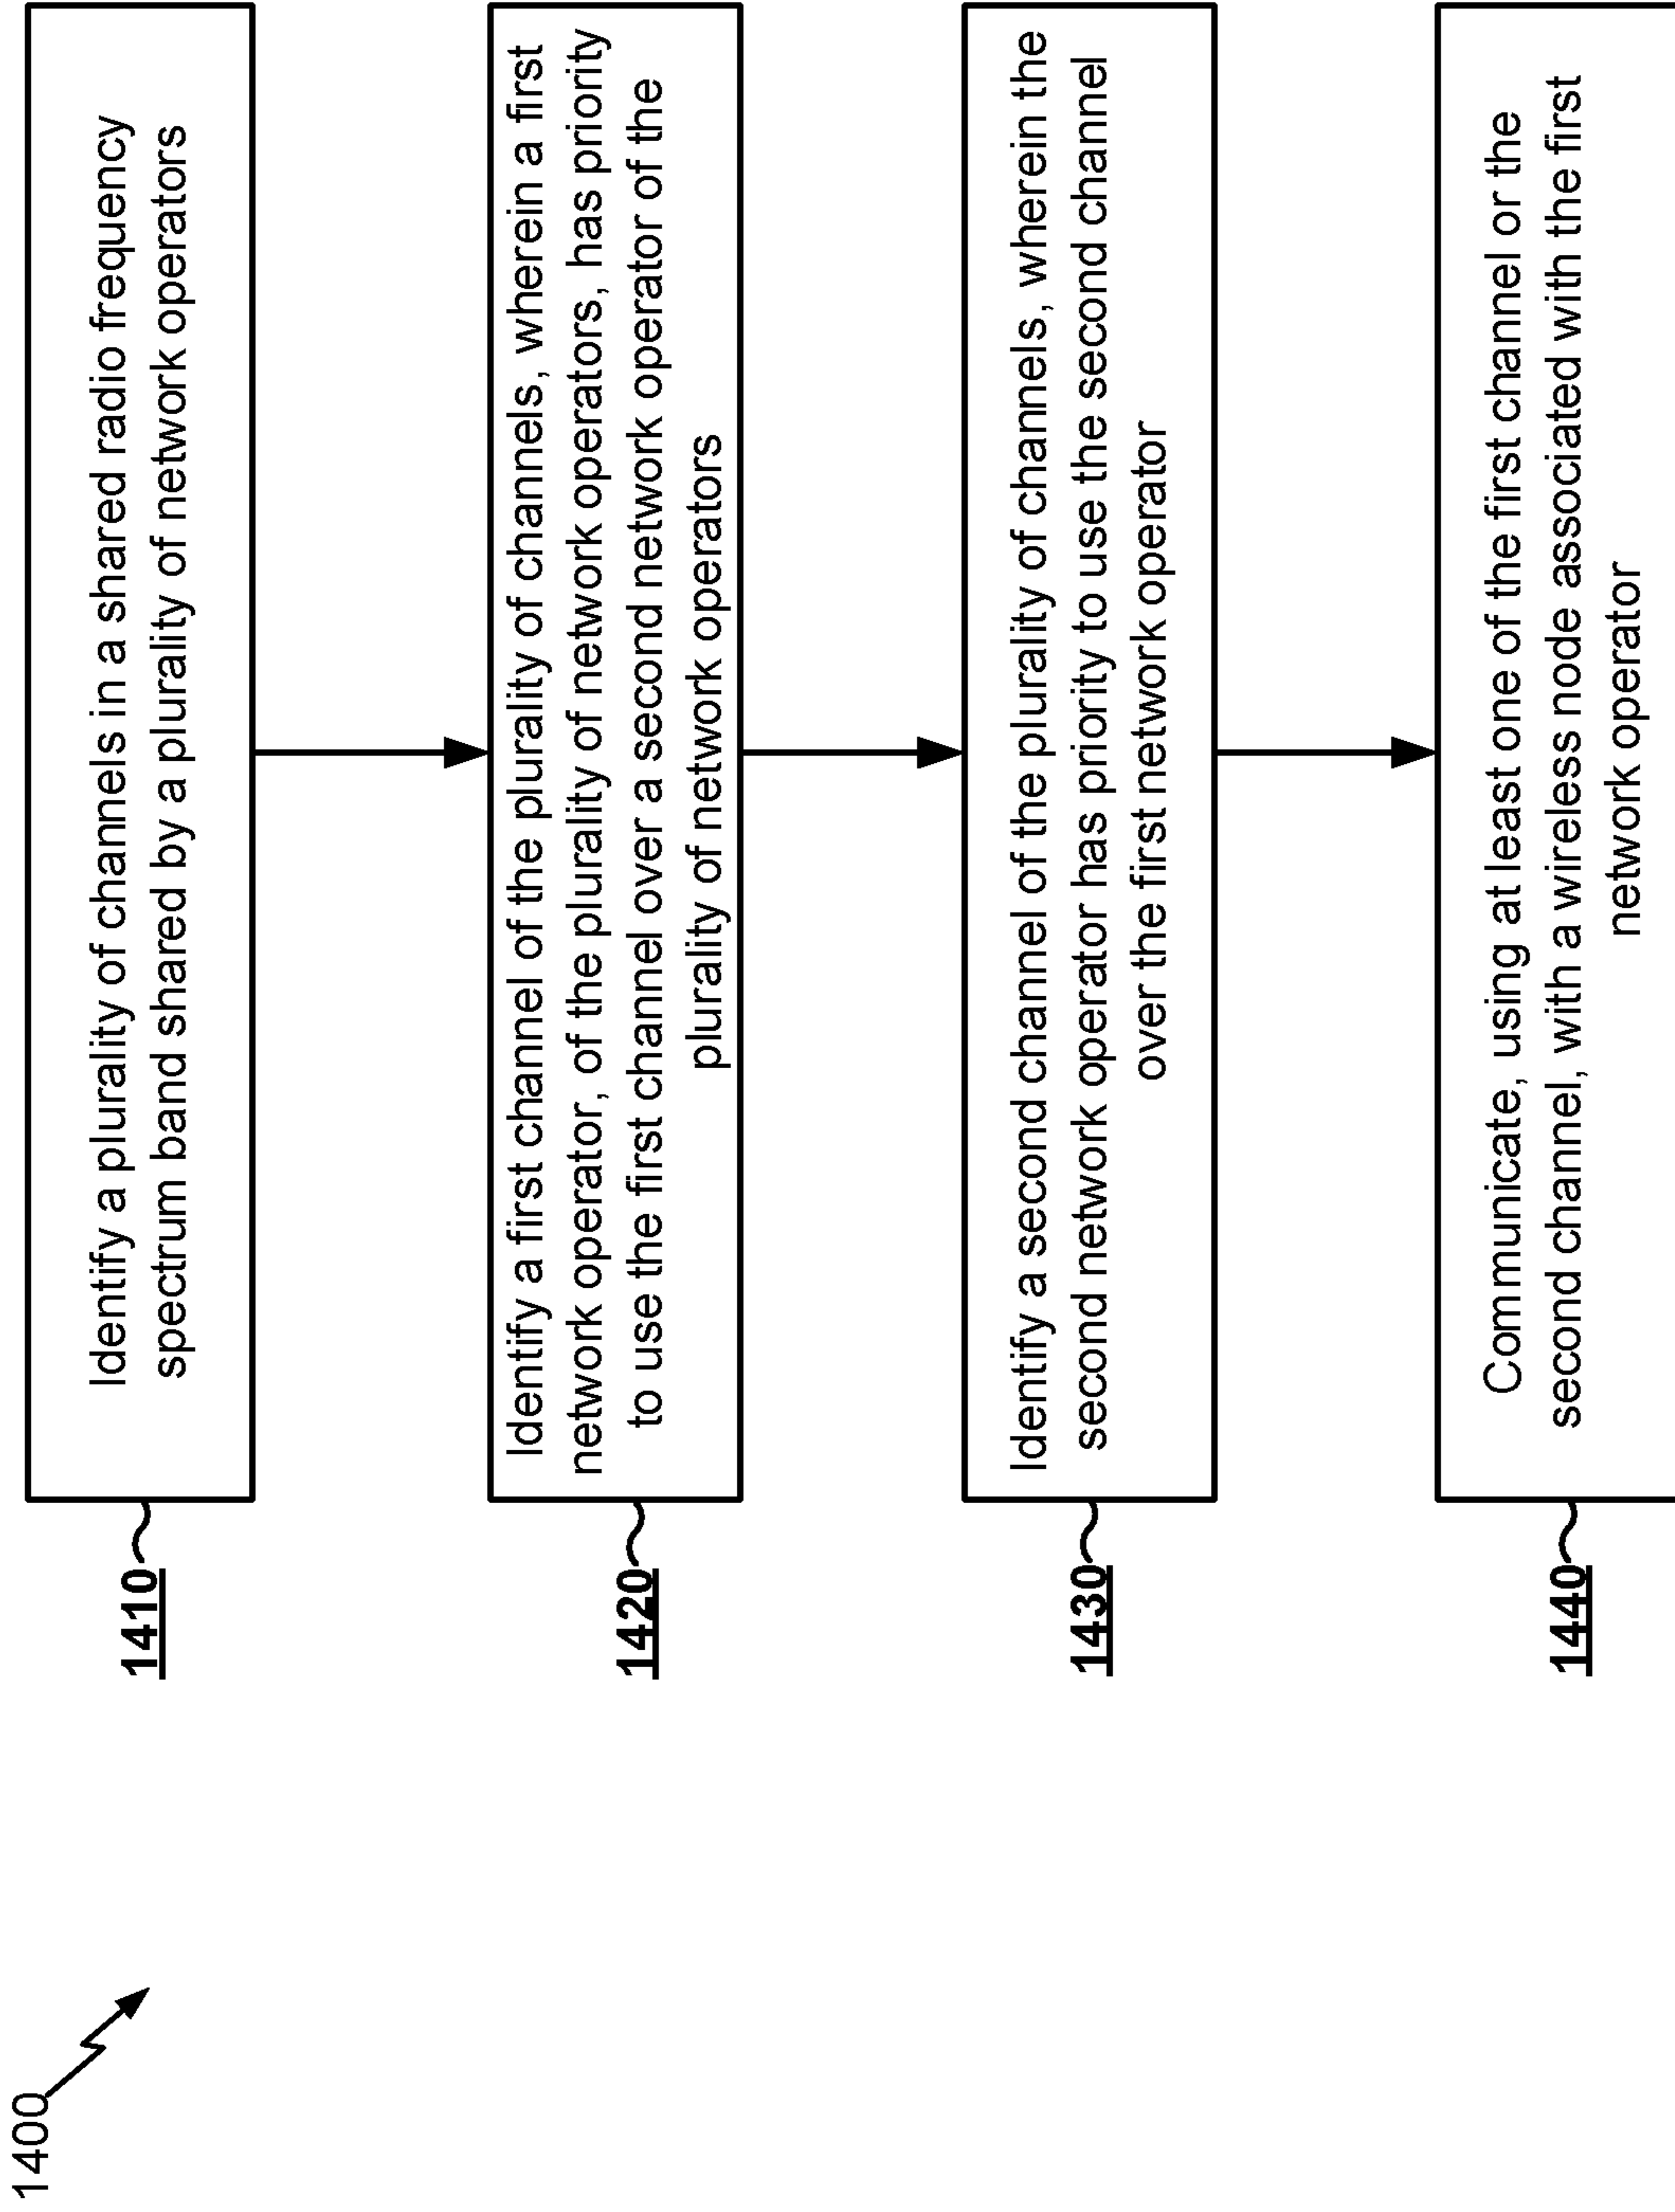 1400
1410
Identify a plurality of channels in a shared radio frequency
spectrum band shared by a plurality of network operators
1420
Identify a first channel of the plurality of channels, wherein a first
network operator, of the plurality of network operators, has priority
to use the first channel over a second network operator of the
plurality of network operators
1430
Identify a second channel of the plurality of channels, wherein the
second network operator has priority to use the second channel
over the first network operator
1440
Communicate, using at least one of the first channel or the
second channel, with a wireless node associated with the first
network operator